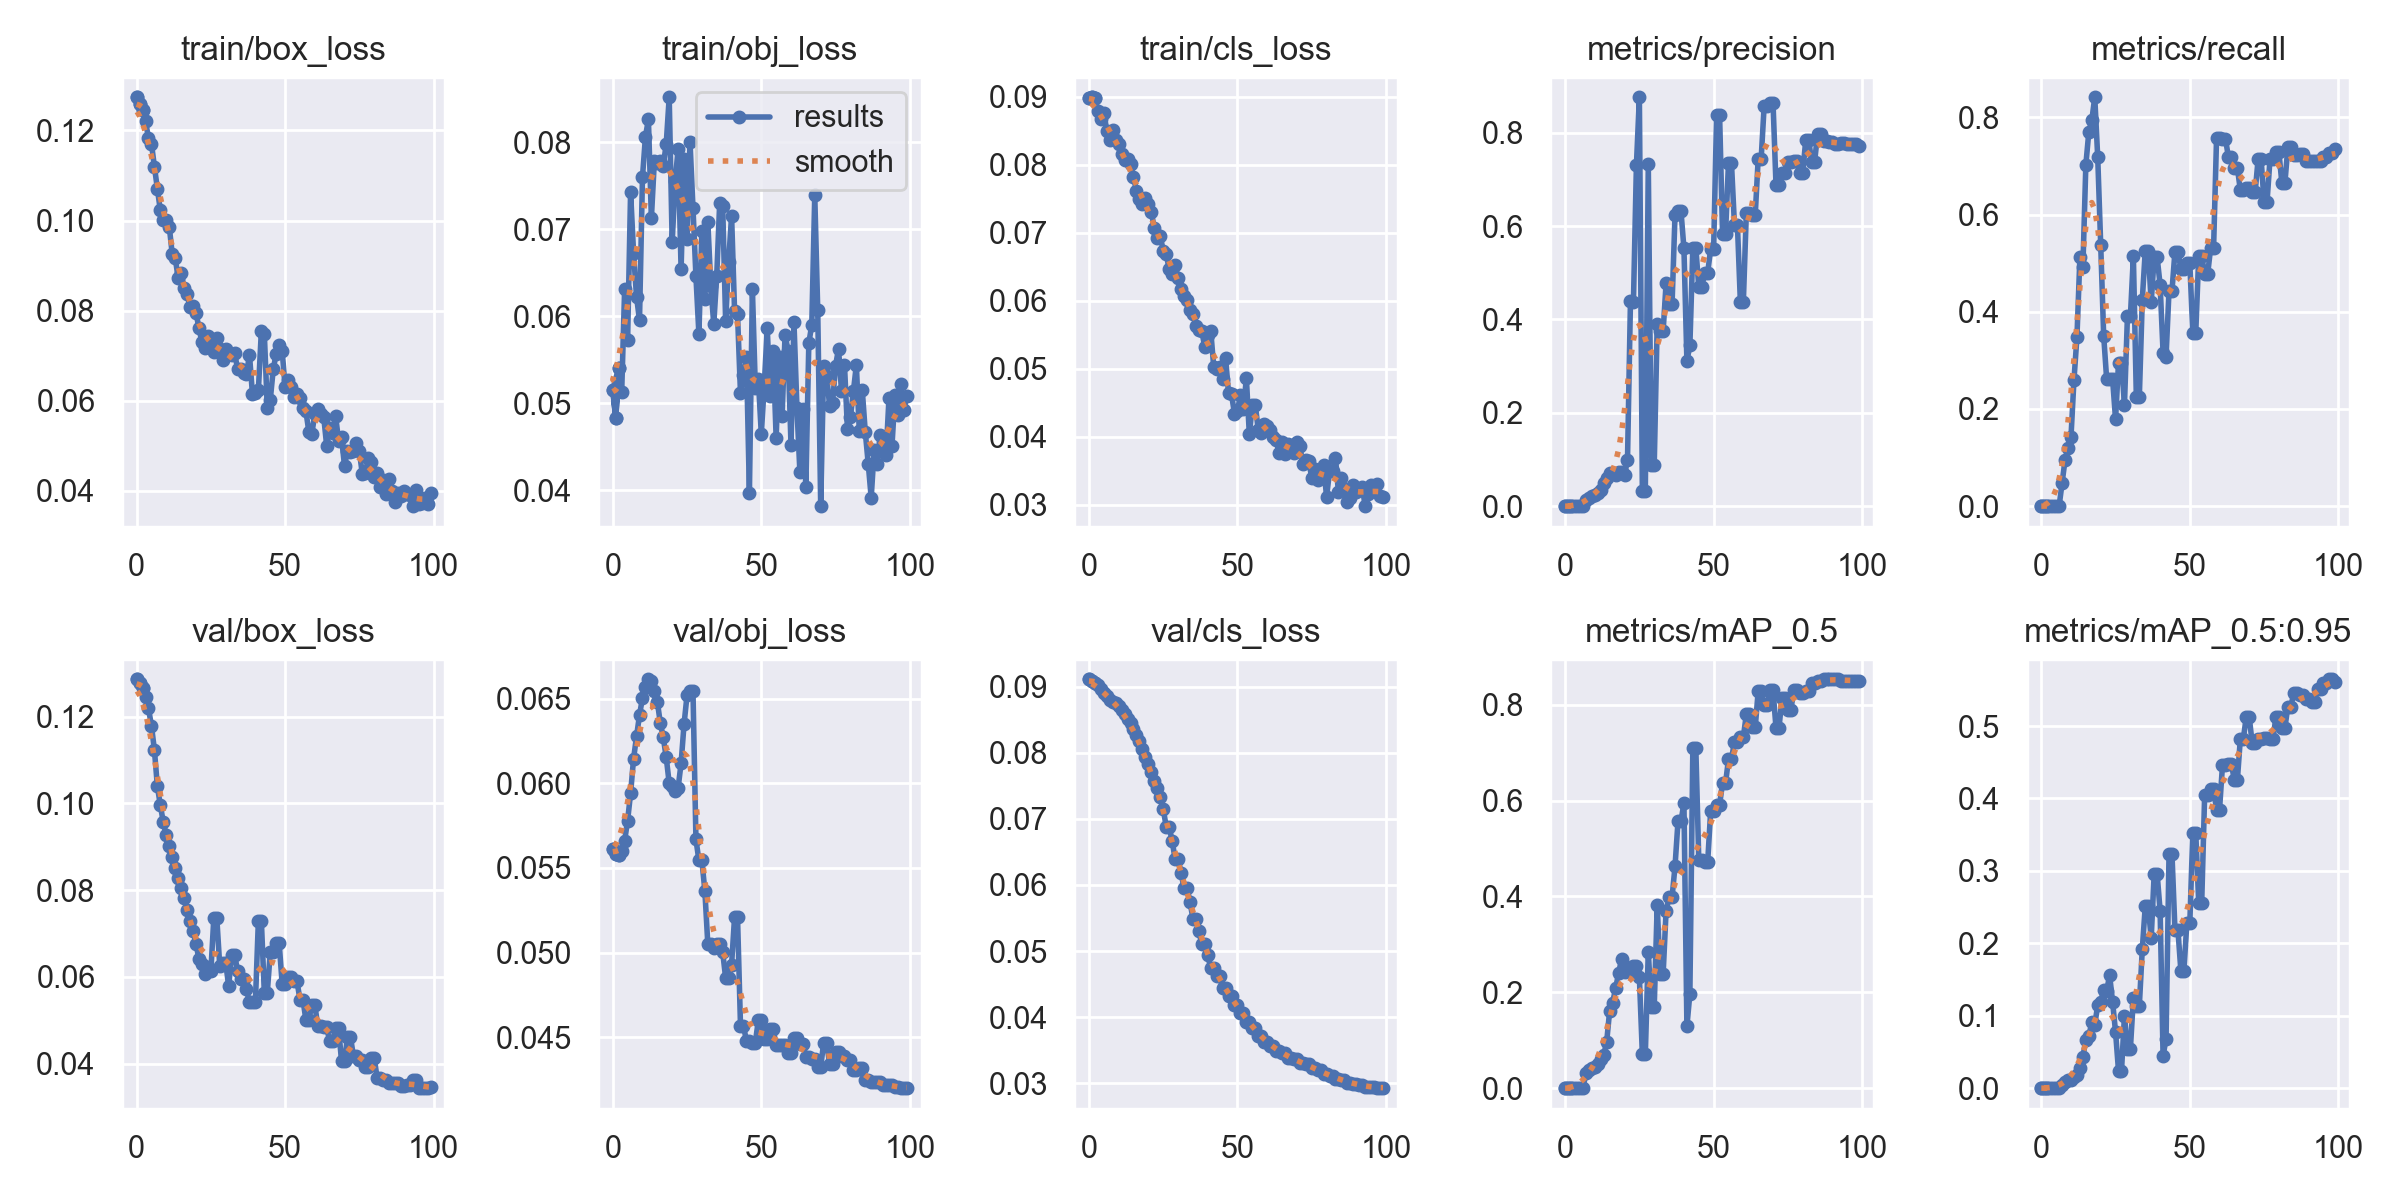 train/box_loss
0.12
0.10
0.08
0.06
0.04
0 50 100
train/obj_loss
results
smooth
0.08
0.07
0.06
0.05
0.04
0 50 100
train/cls_loss
0.09
0.08
0.07
0.06
0.05
0.04
0.03
0 50 100
metrics/precision
0.8
0.6
0.4
0.2
0.0
0 50 100
metrics/recall
0.8
0.6
0.4
0.2
0.0
0 50 100
val/box_loss
0.12
0.10
0.08
0.06
0.04
0 50 100
val/obj_loss
0.065
0.060
0.055
0.050
0.045
0 50 100
val/cls_loss
0.09
0.08
0.07
0.06
0.05
0.04
0.03
0 50 100
metrics/mAP_0.5
0.8
0.6
0.4
0.2
0.0
0 50 100
metrics/mAP_0.5:0.95
0.5
0.4
0.3
0.2
0.1
0.0
0 50 100